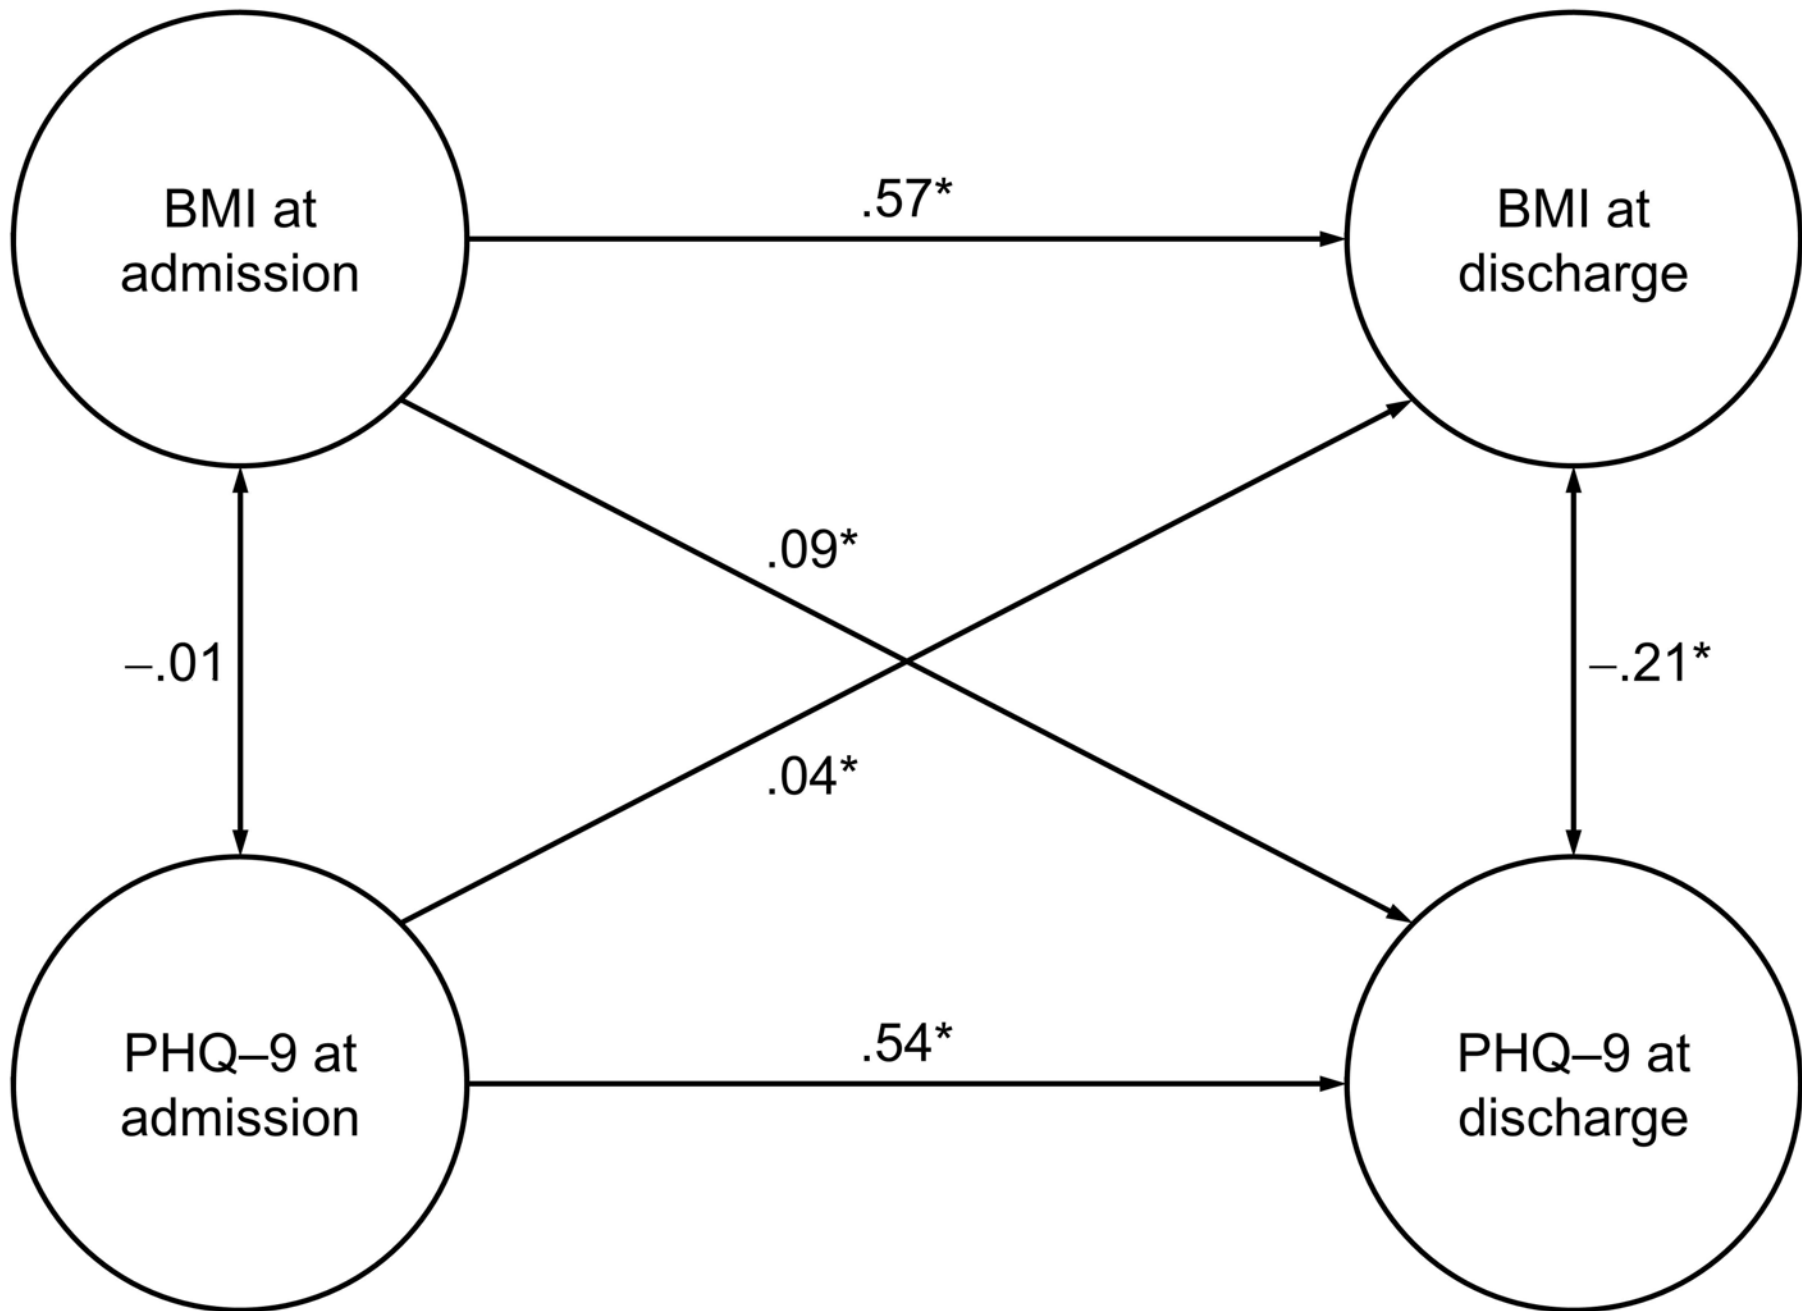 BMI at
admission
.57*
BMI at
discharge
.09*
–.01
–.21*
.04*
PHQ–9 at
admission
.54*
PHQ–9 at
discharge